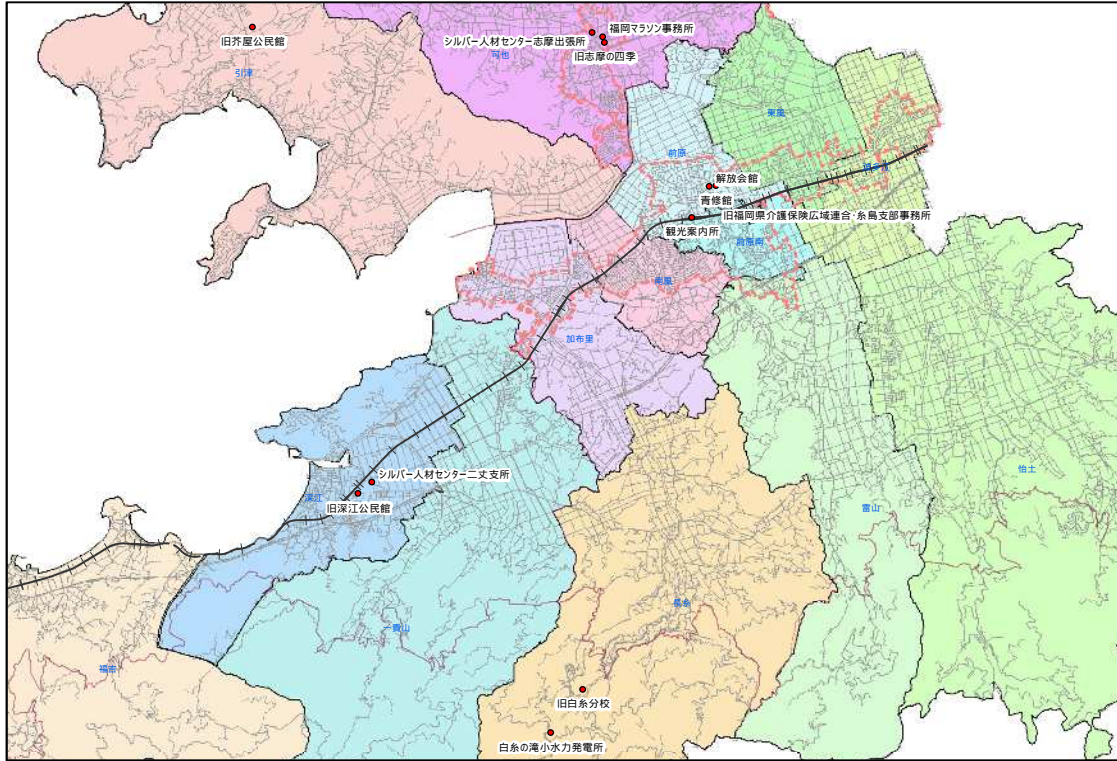 福岡マラソン事務所
旧芥屋公民館
シルバー人材センター志摩出張所
旧志摩の四季
可也
引津
東風
前原
波多江
解放会館
青修館
旧福岡県介護保険広域連合・糸島支部事務所
観光案内所
前原南
南風
加布里
シルバー人材センター二丈支所
深江
旧深江公民館
怡土
雷山
長糸
一貴山
福吉
旧白糸分校
白糸の滝小水力発電所